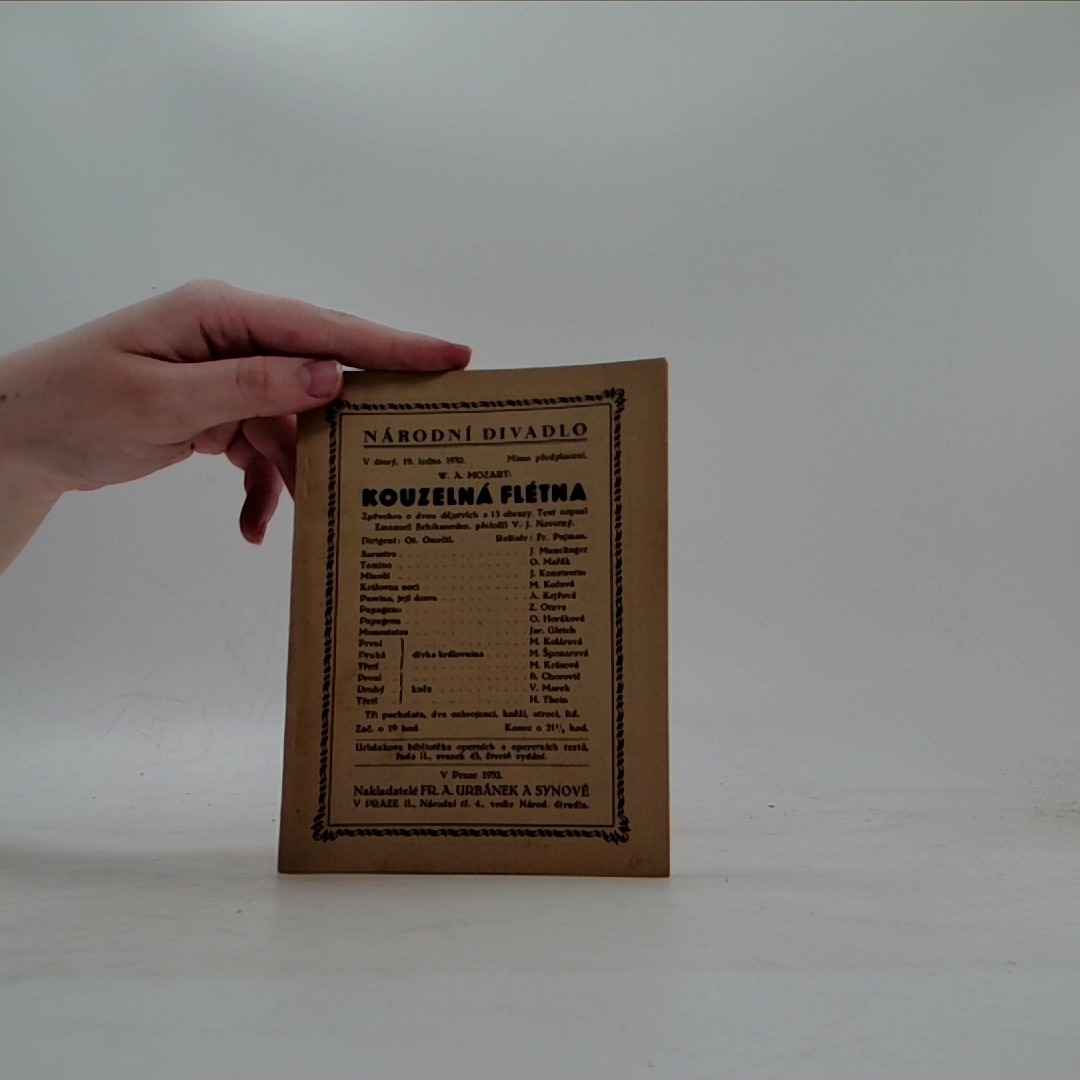 NÁRODNÍ DIVADLO
V úterý, 19. ledna 1932. Mimo předplacení.
W. A. MOZART:
KOUZELNÁ FLÉTNA
Zpěvohra o dvou dějstvích a 13 obrazy. Text napsal
Emanuel Schikaneder, přeložil V. J. Novotný.
Dirigent: Ot. Ostrčil. Režisér: Fr. Pujman.
Sarastro J. Munclinger
Tamino O. Mařák
Mluvčí J. Konstantin
Královna noci M. Kočová
Pamina, její dcera A. Kejřová
Papageno Z. Otava
Papagena O. Horáková
Monostatos Jar. Gleich
První M. Kolárová
Druhá dívka královnina M. Šponarová
Třetí M. Krásová
První B. Chorovič
Druhý kněz V. Marek
Třetí H. Thein
Tři pacholata, dva ozbrojenci, kněží, otroci, lid.
Zač. o 19 hod. Konec o 21½ hod.
Urbánkova bibliotéka operních a operetních textů,
řada II., svazek 43, čtvrté vydání.
V Praze 1932.
Nakladatelé FR. A. URBÁNEK A SYNOVÉ
V PRAZE II., Národní tř. 4., vedle Národ. divadla.